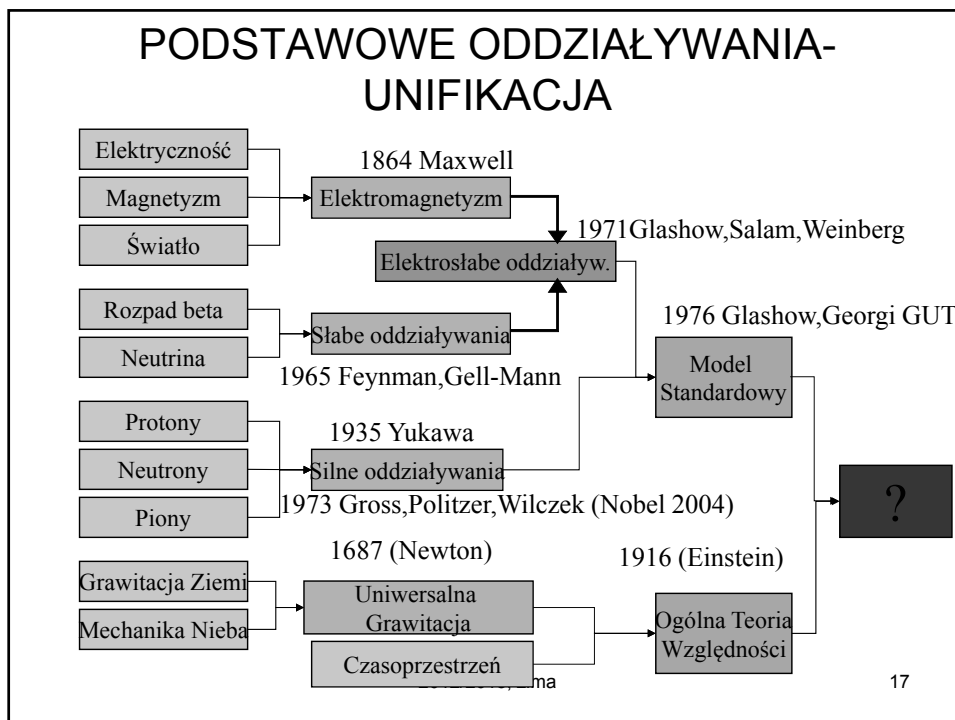 PODSTAWOWE ODDZIAŁYWANIA-
UNIFIKACJA
Elektryczność
1864 Maxwell
Magnetyzm
Elektromagnetyzm
Światło
1971Glashow,Salam,Weinberg
Elektrosłabe oddziaływ.
Rozpad beta
Słabe oddziaływania
Neutrina
1965 Feynman,Gell-Mann
1976 Glashow,Georgi GUT
Model
Standardowy
Protony
1935 Yukawa
Neutrony
Silne oddziaływania
Piony
1973 Gross,Politzer,Wilczek (Nobel 2004)
?
1687 (Newton)
1916 (Einstein)
Grawitacja Ziemi
Uniwersalna
Grawitacja
Mechanika Nieba
Ogólna Teoria
Względności
Czasoprzestrzeń
17